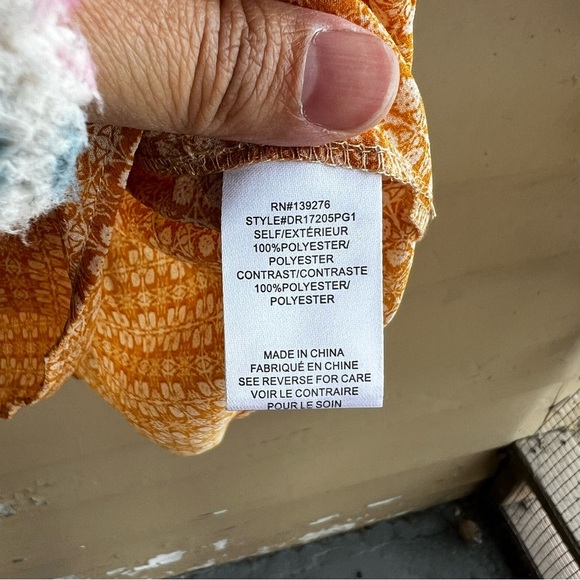 RN#139276
STYLE#DR17205PG1
SELF/EXTÉRIEUR
100%POLYESTER/
POLYESTER
CONTRAST/CONTRASTE
100%POLYESTER/
POLYESTER
MADE IN CHINA
FABRIQUÉ EN CHINE
SEE REVERSE FOR CARE
VOIR LE CONTRAIRE
POUR LE SOIN